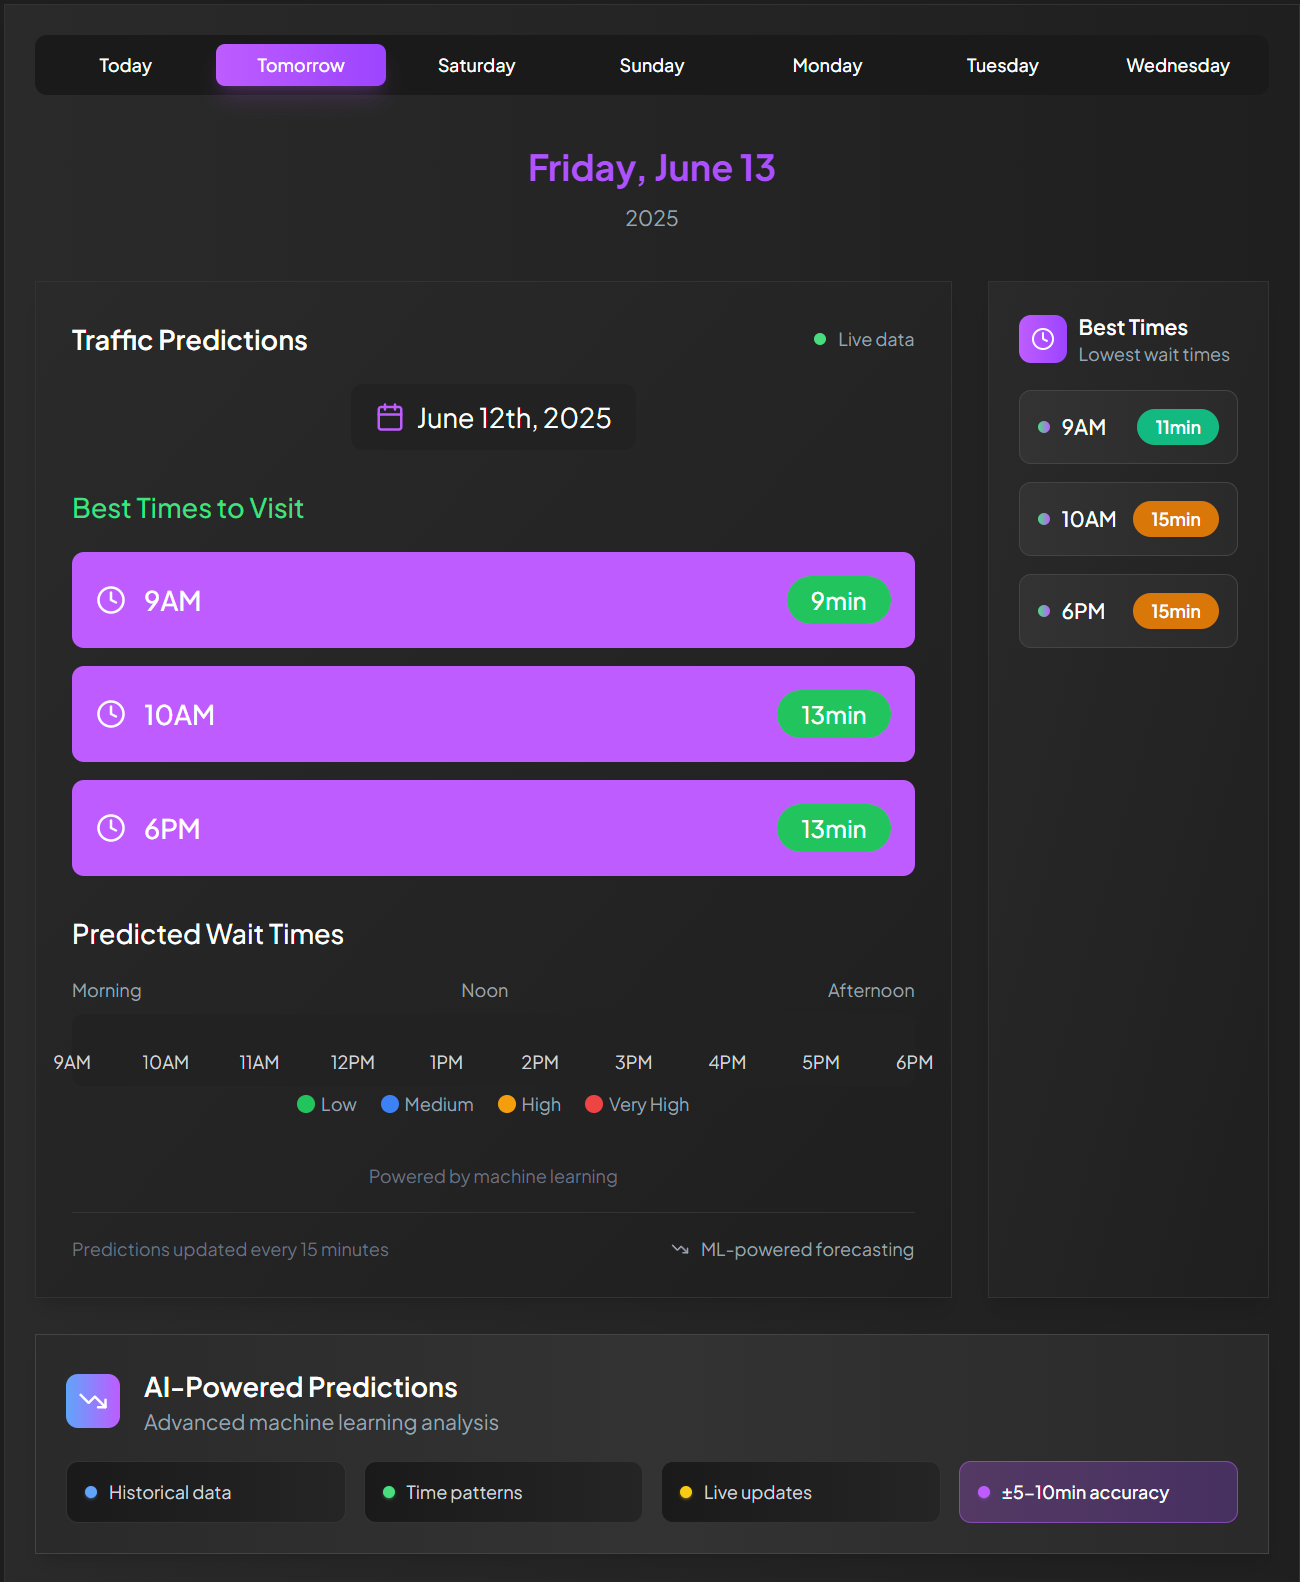 Today Tomorrow Saturday Sunday Monday Tuesday Wednesday
Friday, June 13
2025
Traffic Predictions
Live data
June 12th, 2025
Best Times to Visit
9AM 9min
10AM 13min
6PM 13min
Predicted Wait Times
Morning Noon Afternoon
9AM 10AM 11AM 12PM 1PM 2PM 3PM 4PM 5PM 6PM
Low Medium High Very High
Powered by machine learning
Predictions updated every 15 minutes
ML-powered forecasting
Best Times
Lowest wait times
9AM 11min
10AM 15min
6PM 15min
AI-Powered Predictions
Advanced machine learning analysis
Historical data Time patterns Live updates ±5-10min accuracy